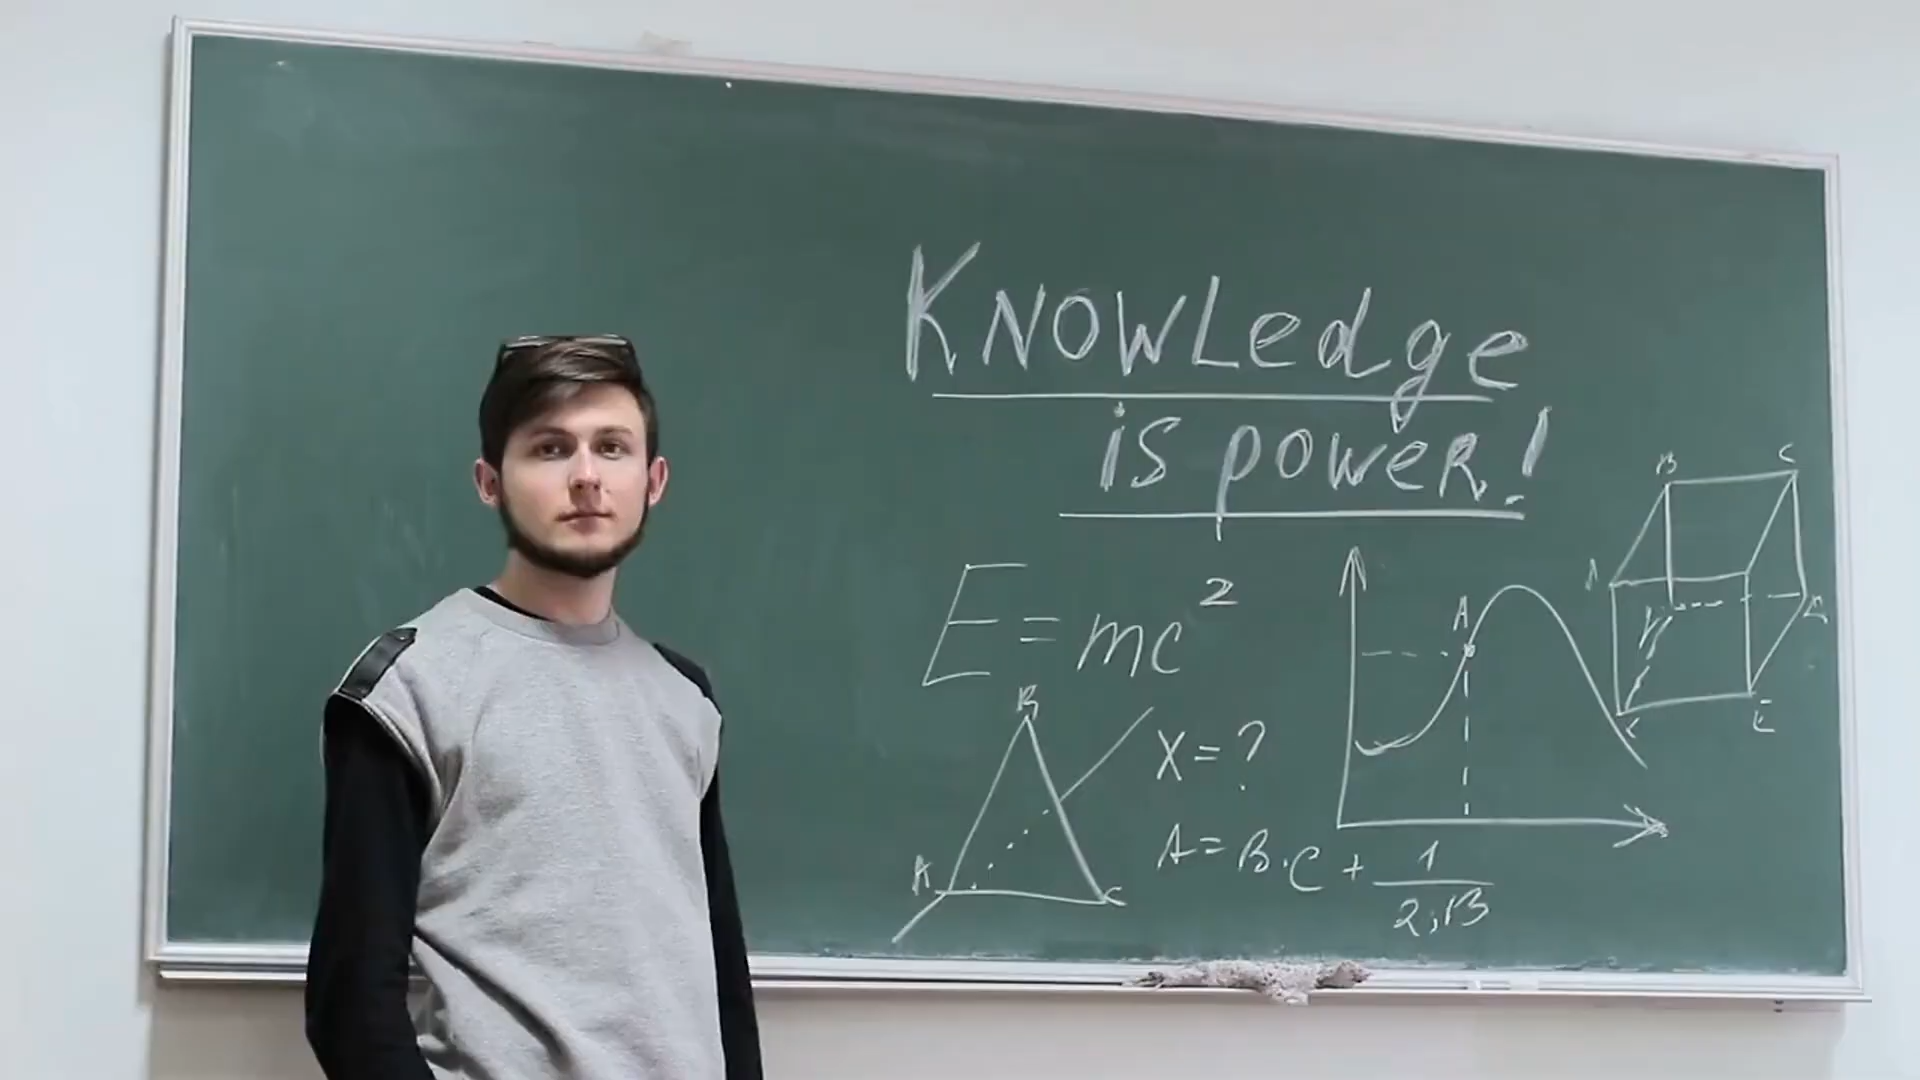 Knowledge
is power!
E=mc²
B
X=?
A
C
A=B·C+1/2,13
A
B
C
A
E